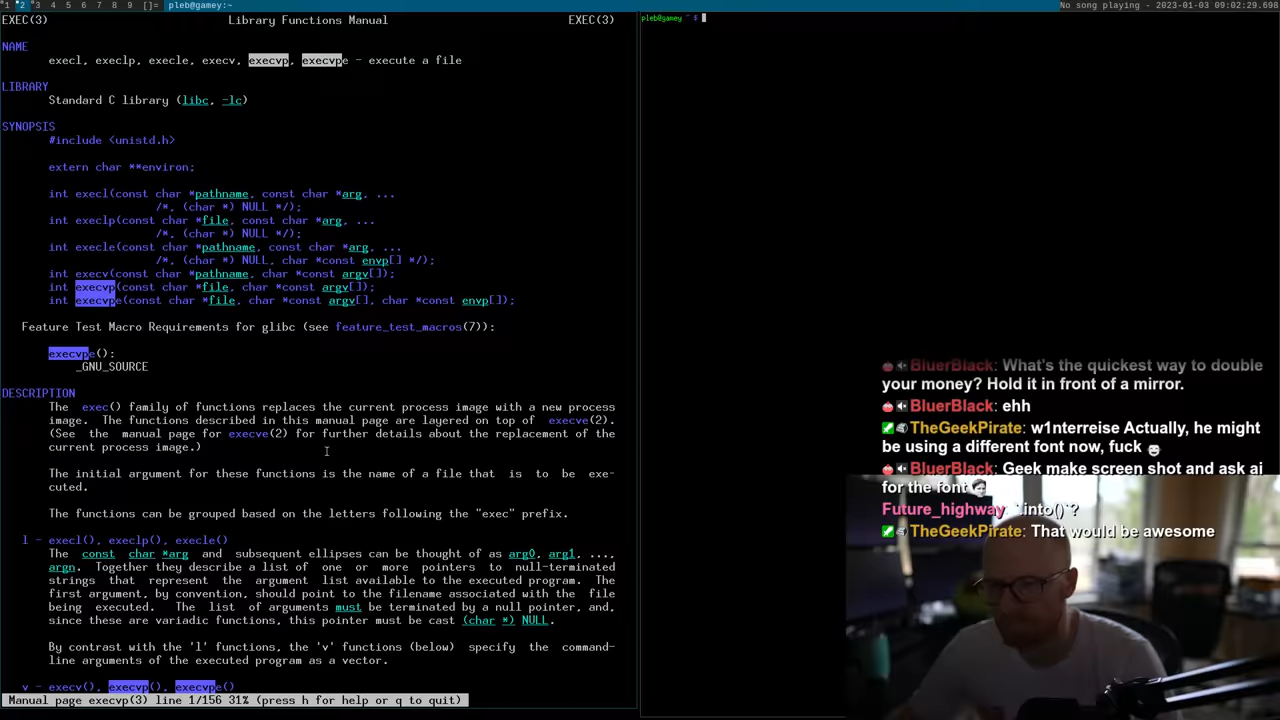 1 2 3 4 5 6 7 8 9 []= pleb@gamey:~ No song playing - 2023-01-03 09:02:29.698
EXEC(3) Library Functions Manual EXEC(3)
NAME
execl, execlp, execle, execv, execvp, execvpe - execute a file
LIBRARY
Standard C library (libc, -lc)
SYNOPSIS
#include <unistd.h>
extern char **environ;
int execl(const char *pathname, const char *arg, ...
/*, (char *) NULL */);
int execlp(const char *file, const char *arg, ...
/*, (char *) NULL */);
int execle(const char *pathname, const char *arg, ...
/*, (char *) NULL, char *const envp[] */);
int execv(const char *pathname, char *const argv[]);
int execvp(const char *file, char *const argv[]);
int execvpe(const char *file, char *const argv[], char *const envp[]);
Feature Test Macro Requirements for glibc (see feature_test_macros(7)):
execvpe():
_GNU_SOURCE
DESCRIPTION
The exec() family of functions replaces the current process image with a new process
image. The functions described in this manual page are layered on top of execve(2).
(See the manual page for execve(2) for further details about the replacement of the
current process image.)
The initial argument for these functions is the name of a file that is to be exe-
cuted.
The functions can be grouped based on the letters following the "exec" prefix.
l - execl(), execlp(), execle()
The const char *arg and subsequent ellipses can be thought of as arg0, arg1, ...,
argn. Together they describe a list of one or more pointers to null-terminated
strings that represent the argument list available to the executed program. The
first argument, by convention, should point to the filename associated with the file
being executed. The list of arguments must be terminated by a null pointer, and,
since these are variadic functions, this pointer must be cast (char *) NULL.
By contrast with the 'l' functions, the 'v' functions (below) specify the command-
line arguments of the executed program as a vector.
v - execv(), execvp(), execvpe()
Manual page execvp(3) line 1/156 31% (press h for help or q to quit)
pleb@gamey ~ $
BluerBlack: What's the quickest way to double
your money? Hold it in front of a mirror.
BluerBlack: ehh
TheGeekPirate: w1nterreise Actually, he might
be using a different font now, fuck
BluerBlack: Geek make screen shot and ask ai
for the font
Future_highway: `.into()`?
TheGeekPirate: That would be awesome